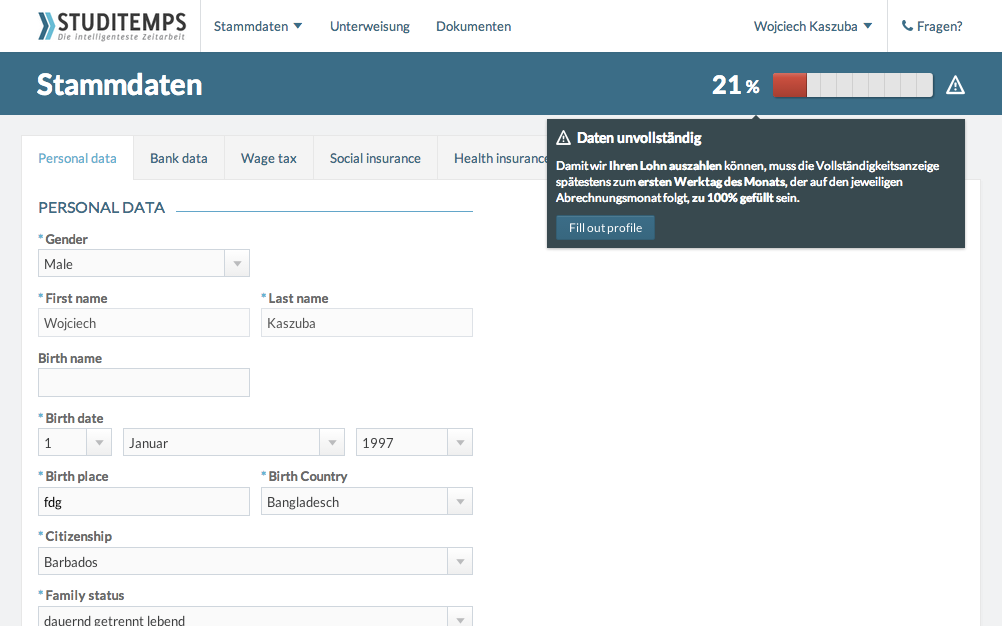 STUDITEMPS
Die intelligenteste Zeitarbeit
Stammdaten
Unterweisung
Dokumenten
Wojciech Kaszuba
Fragen?
Stammdaten
21 %
Personal data
Bank data
Wage tax
Social insurance
Health insurance
Daten unvollständig
Damit wir Ihren Lohn auszahlen können, muss die Vollständigkeitsanzeige
spätestens zum ersten Werktag des Monats, der auf den jeweiligen
Abrechnungsmonat folgt, zu 100% gefüllt sein.
Fill out profile
PERSONAL DATA
* Gender
Male
* First name
* Last name
Wojciech
Kaszuba
Birth name
* Birth date
1
Januar
1997
* Birth place
* Birth Country
fdg
Bangladesch
* Citizenship
Barbados
* Family status
dauernd getrennt lebend